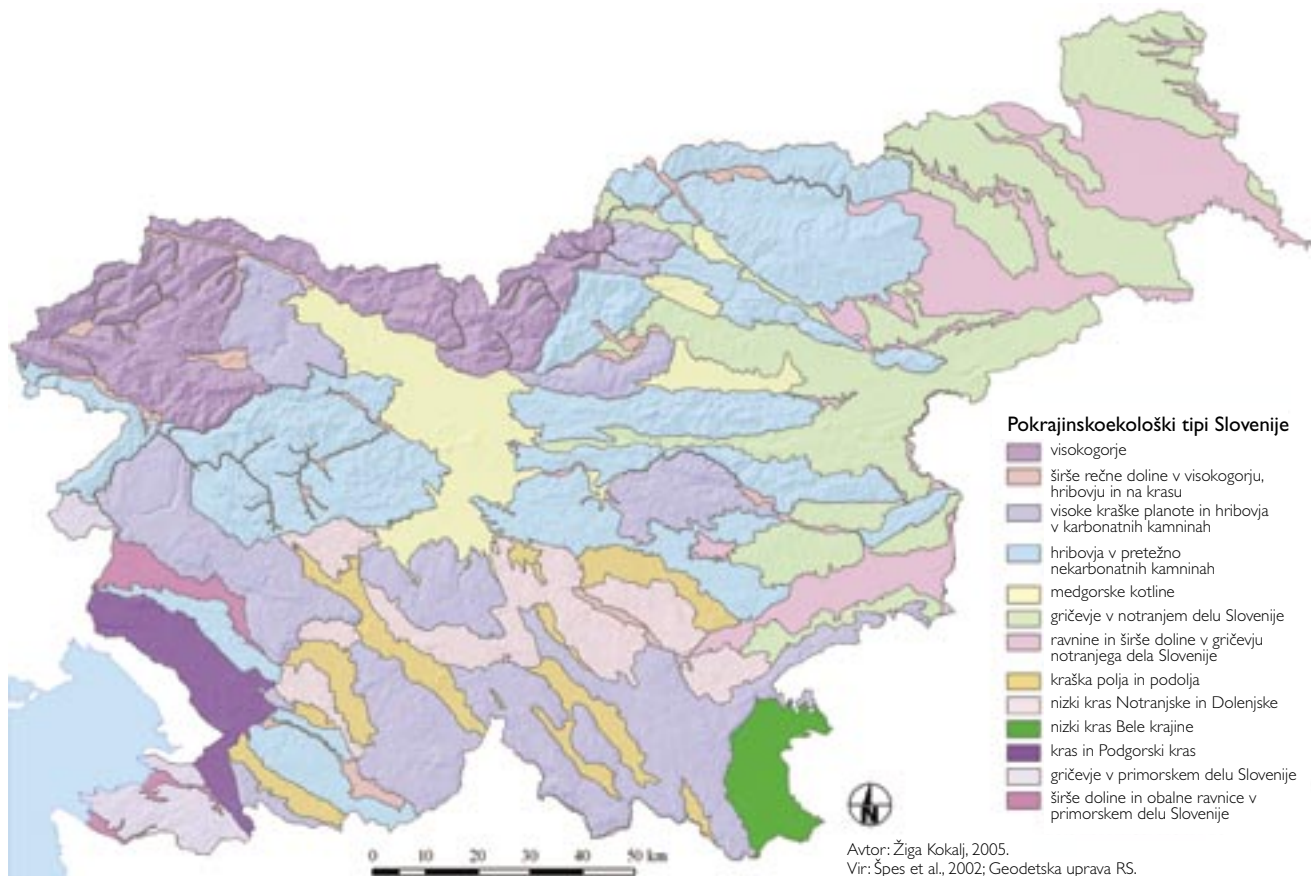 Pokrajinskoekološki tipi Slovenije
visokogorje
širše rečne doline v visokogorju,
hribovju in na krasu
visoke kraške planote in hribovja
v karbonatnih kamninah
hribovja v pretežno
nekarbonatnih kamninah
medgorske kotline
gričevje v notranjem delu Slovenije
ravnine in širše doline v gričevju
notranjega dela Slovenije
kraška polja in podolja
nizki kras Notranjske in Dolenjske
nizki kras Bele krajine
kras in Podgorski kras
gričevje v primorskem delu Slovenije
širše doline in obalne ravnice v
primorskem delu Slovenije
N
0 10 20 30 40 50 km
Avtor: Žiga Kokalj, 2005.
Vir: Špes et al., 2002; Geodetska uprava RS.